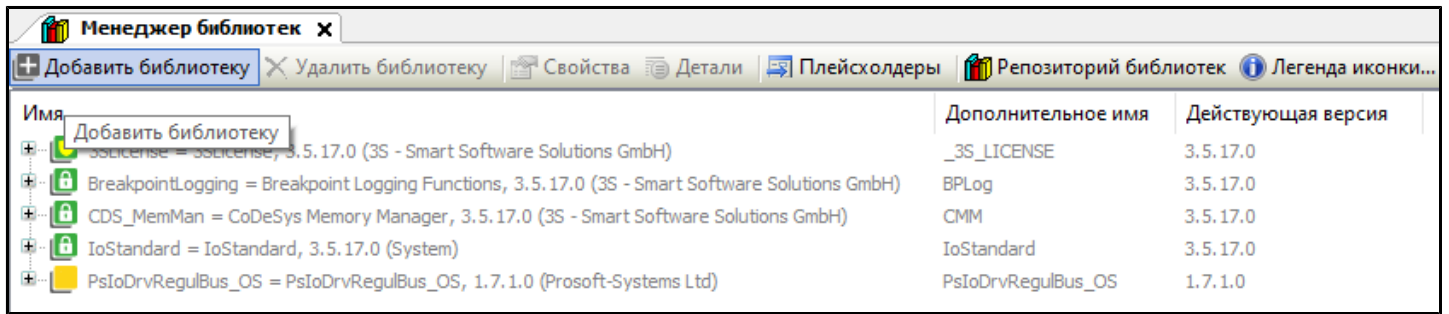 Менеджер библиотек
Добавить библиотеку Удалить библиотеку Свойства Детали Плейсхолдеры Репозиторий библиотек Легенда иконки...
Имя Дополнительное имя Действующая версия
Добавить библиотеку
3SLicense = 3SLicense, 3.5.17.0 (3S - Smart Software Solutions GmbH) _3S_LICENSE 3.5.17.0
BreakpointLogging = Breakpoint Logging Functions, 3.5.17.0 (3S - Smart Software Solutions GmbH) BPLog 3.5.17.0
CDS_MemMan = CoDeSys Memory Manager, 3.5.17.0 (3S - Smart Software Solutions GmbH) CMM 3.5.17.0
IoStandard = IoStandard, 3.5.17.0 (System) IoStandard 3.5.17.0
PsIoDrvRegulBus_OS = PsIoDrvRegulBus_OS, 1.7.1.0 (Prosoft-Systems Ltd) PsIoDrvRegulBus_OS 1.7.1.0